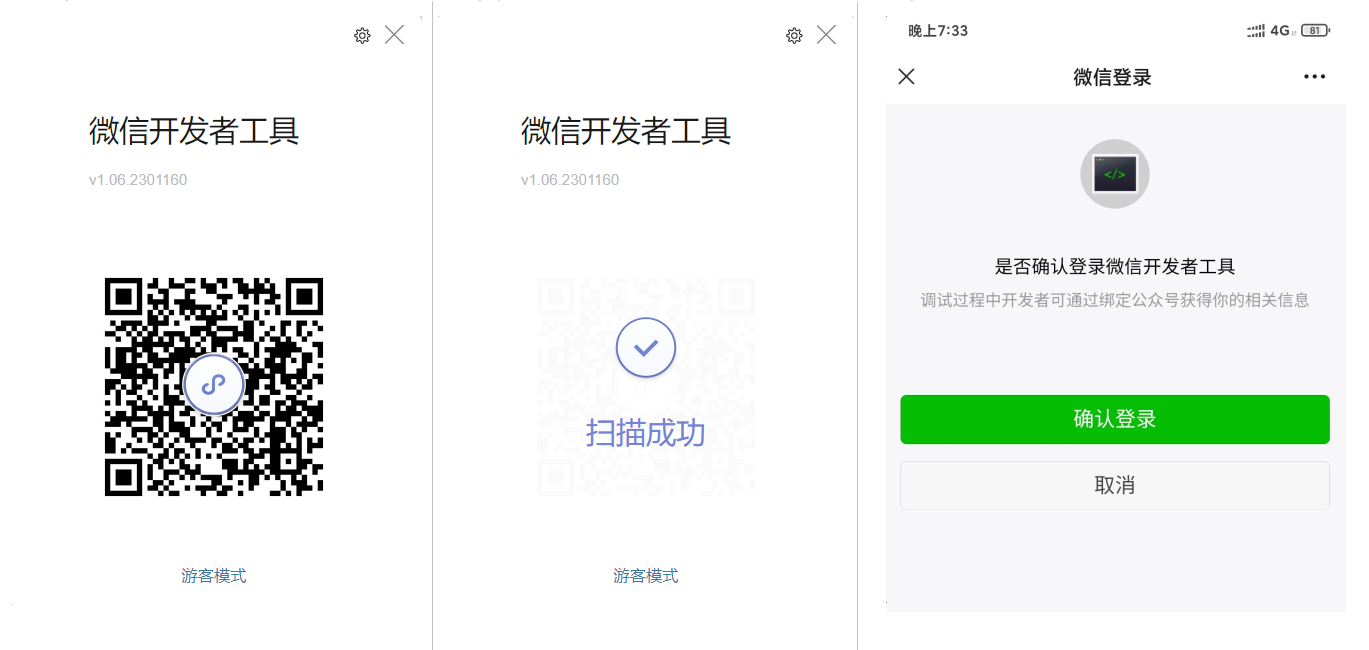 微信开发者工具
v1.06.2301160
游客模式
微信开发者工具
v1.06.2301160
扫描成功
游客模式
晚上7:33
4G
81
微信登录
</>
是否确认登录微信开发者工具
调试过程中开发者可通过绑定公众号获得你的相关信息
确认登录
取消